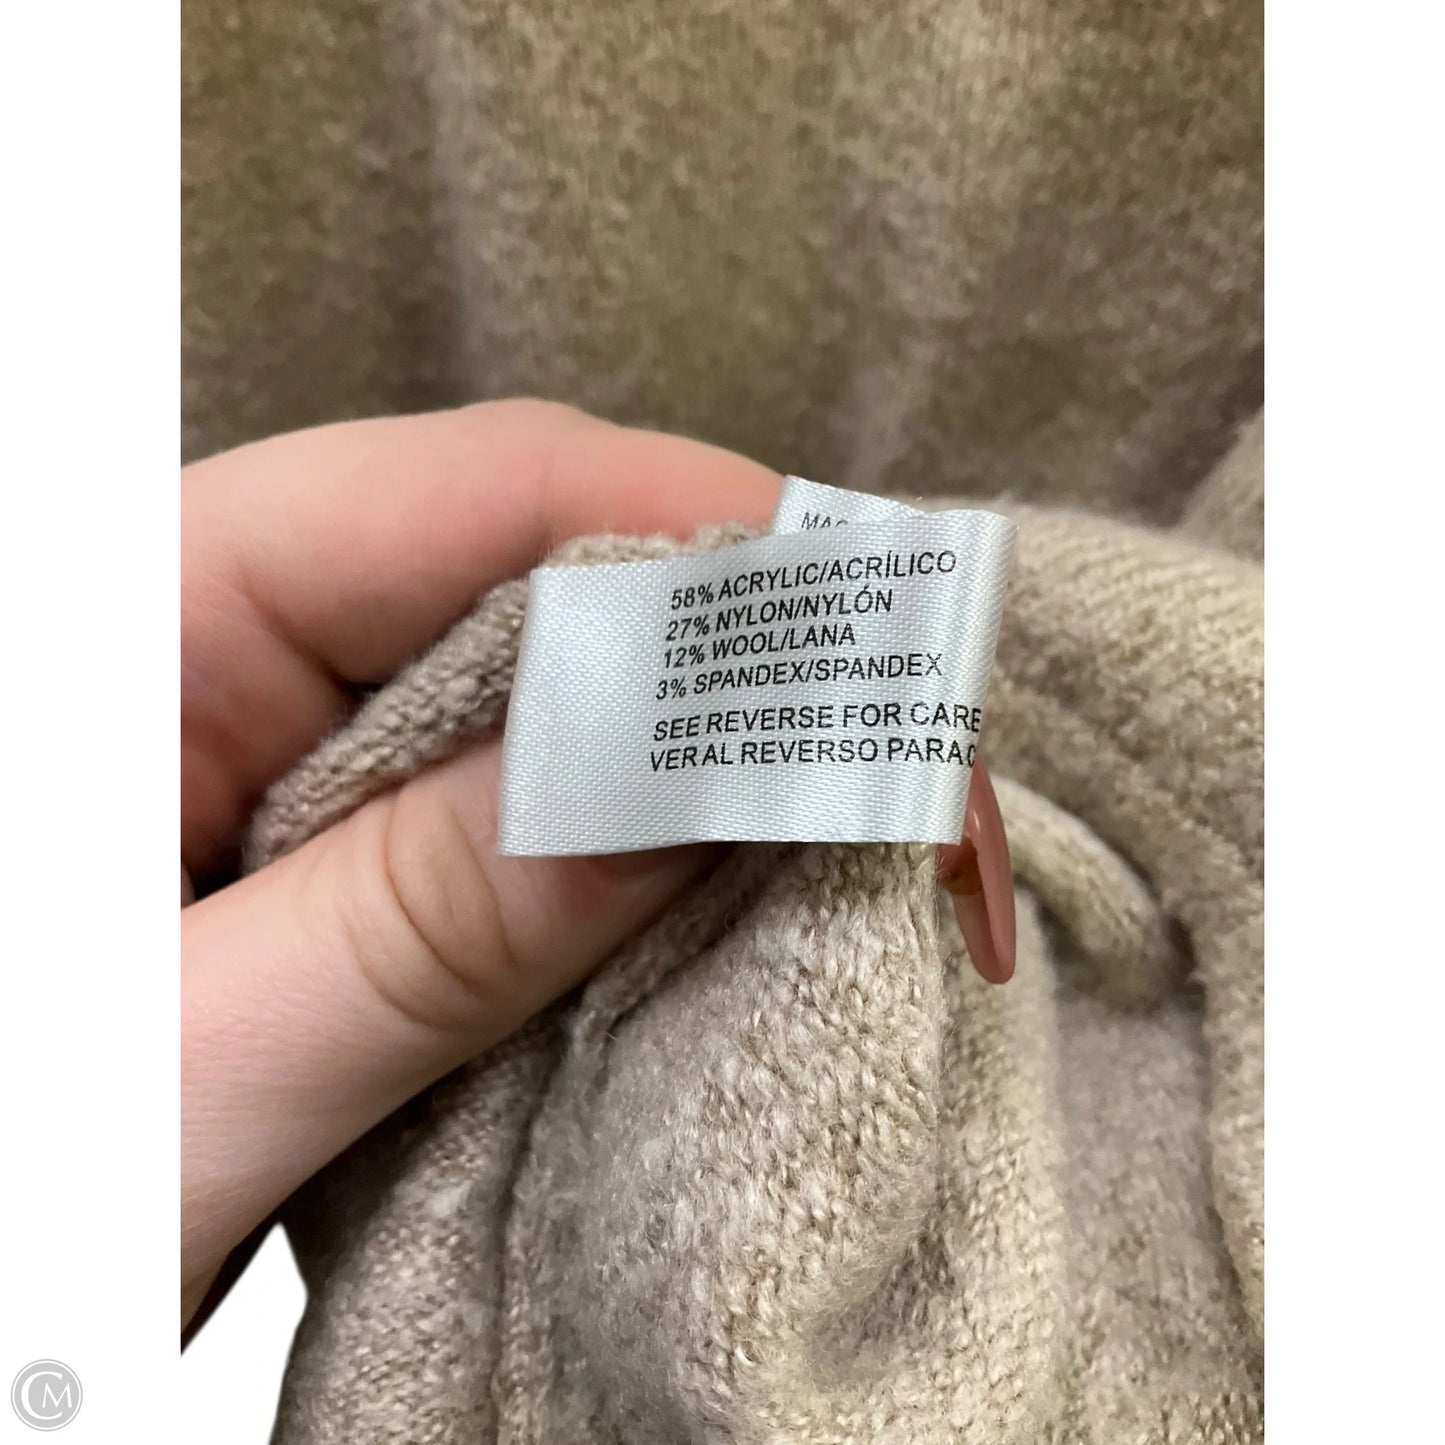 58% ACRYLIC/ACRÍLICO
27% NYLON/NYLÓN
12% WOOL/LANA
3% SPANDEX/SPANDEX
SEE REVERSE FOR CARE
VER AL REVERSO PARA
CM